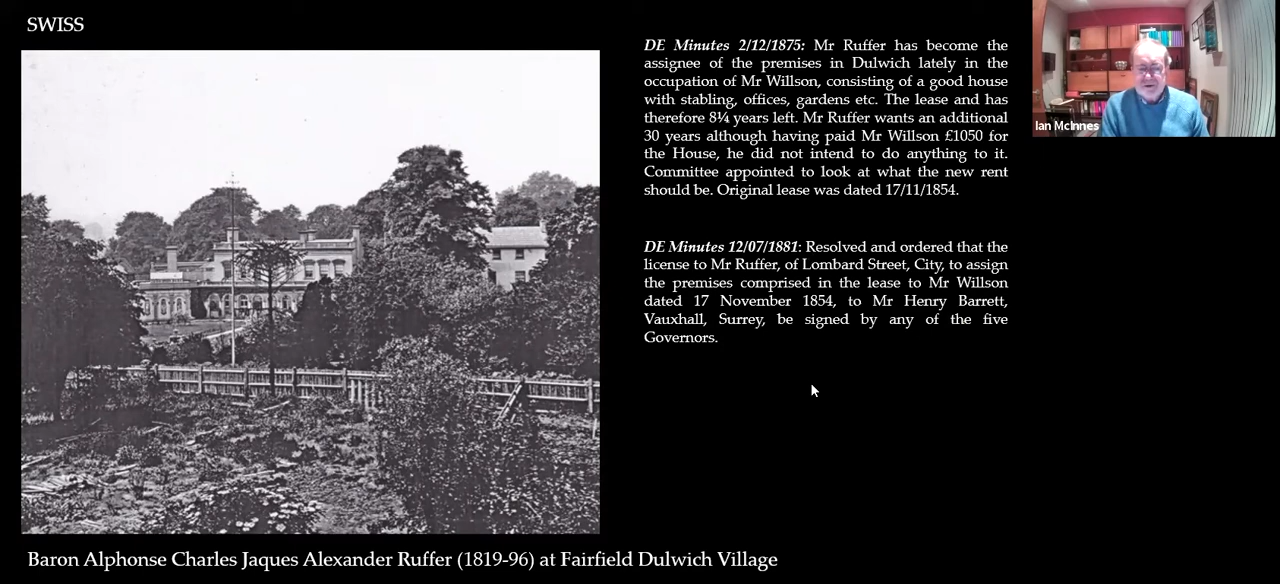 SWISS
DE Minutes 2/12/1875: Mr Ruffer has become the
assignee of the premises in Dulwich lately in the
occupation of Mr Willson, consisting of a good house
with stabling, offices, gardens etc. The lease and has
therefore 8¼ years left. Mr Ruffer wants an additional
30 years although having paid Mr Willson £1050 for
the House, he did not intend to do anything to it.
Committee appointed to look at what the new rent
should be. Original lease was dated 17/11/1854.
DE Minutes 12/07/1881: Resolved and ordered that the
license to Mr Ruffer, of Lombard Street, City, to assign
the premises comprised in the lease to Mr Willson
dated 17 November 1854, to Mr Henry Barrett,
Vauxhall, Surrey, be signed by any of the five
Governors.
Ian McInnes
Baron Alphonse Charles Jaques Alexander Ruffer (1819-96) at Fairfield Dulwich Village